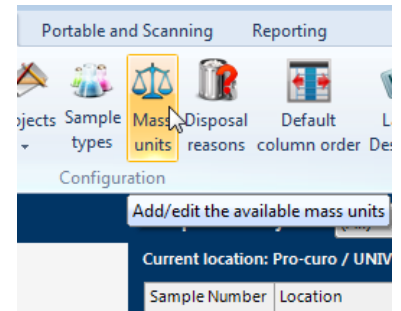 Portable and Scanning Reporting
Sample Mass Disposal Default
types units reasons column order
Configuration
Add/edit the available mass units
Current location: Pro-curo / UNIV
Sample Number Location